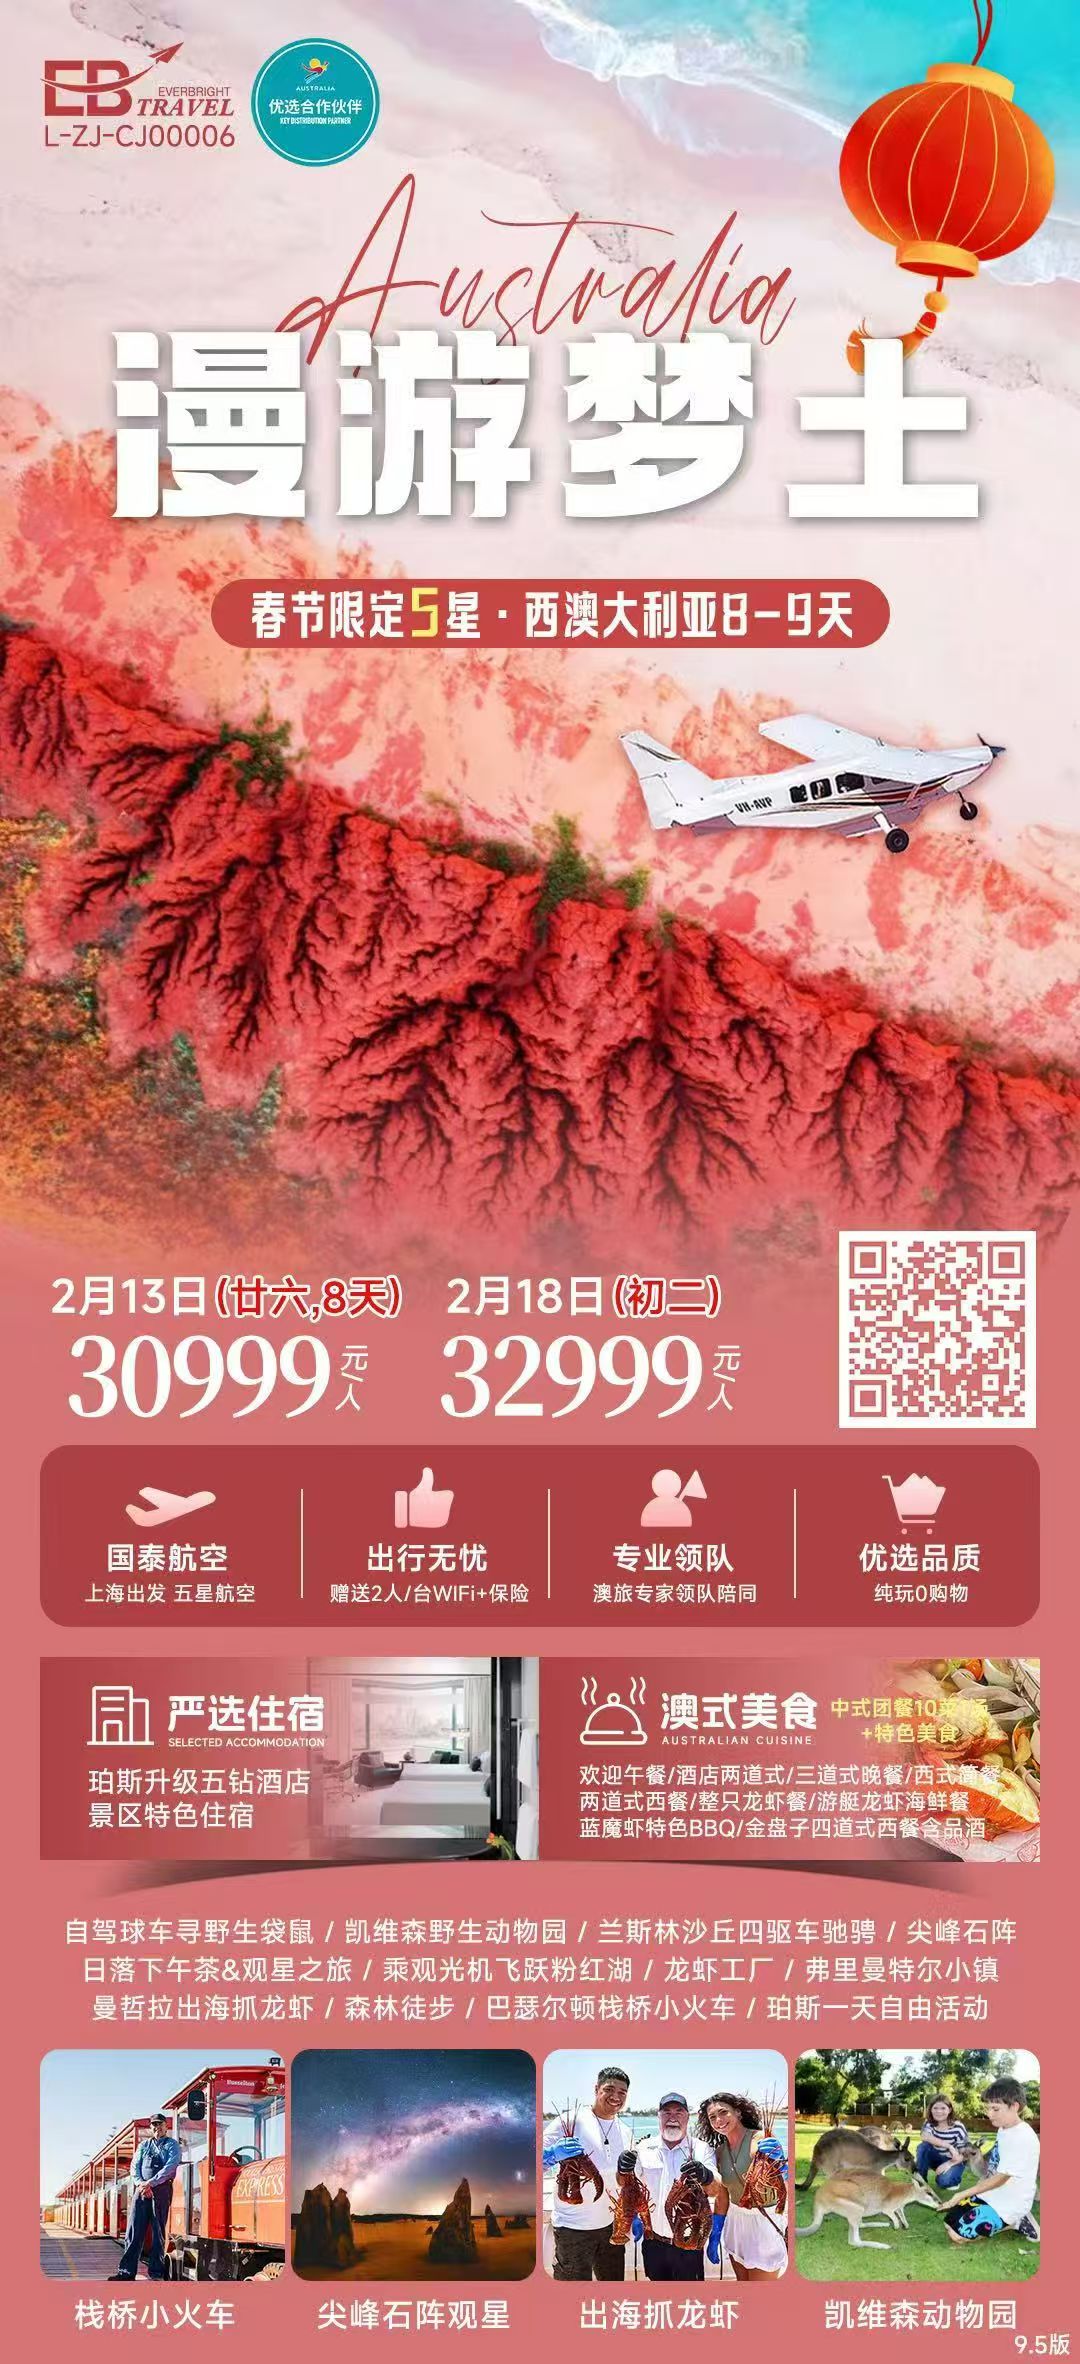 EB
EVERBRIGHT
TRAVEL
L-ZJ-CJ00006
AUSTRALIA
优选合作伙伴
KEY DISTRIBUTION PARTNER
Australia
漫游梦土
春节限定5星·西澳大利亚8-9天
VH-AVP
2月13日(廿六,8天)
30999元/人
2月18日(初二)
32999元/人
国泰航空
上海出发 五星航空
出行无忧
赠送2人/台WIFi+保险
专业领队
澳旅专家领队陪同
优选品质
纯玩0购物
严选住宿
SELECTED ACCOMMODATION
珀斯升级五钻酒店
景区特色住宿
澳式美食
AUSTRALIAN CUISINE
中式团餐10菜1汤
+特色美食
欢迎午餐/酒店两道式/三道式晚餐/西式简餐
两道式西餐/整只龙虾餐/游艇龙虾海鲜餐
蓝魔虾特色BBQ/金盘子四道式西餐含品酒
自驾球车寻野生袋鼠 / 凯维森野生动物园 / 兰斯林沙丘四驱车驰骋 / 尖峰石阵
日落下午茶&观星之旅 / 乘观光机飞跃粉红湖 / 龙虾工厂 / 弗里曼特尔小镇
曼哲拉出海抓龙虾 / 森林徒步 / 巴瑟尔顿栈桥小火车 / 珀斯一天自由活动
Busselton
EXPRESS
栈桥小火车
尖峰石阵观星
出海抓龙虾
凯维森动物园
9.5版